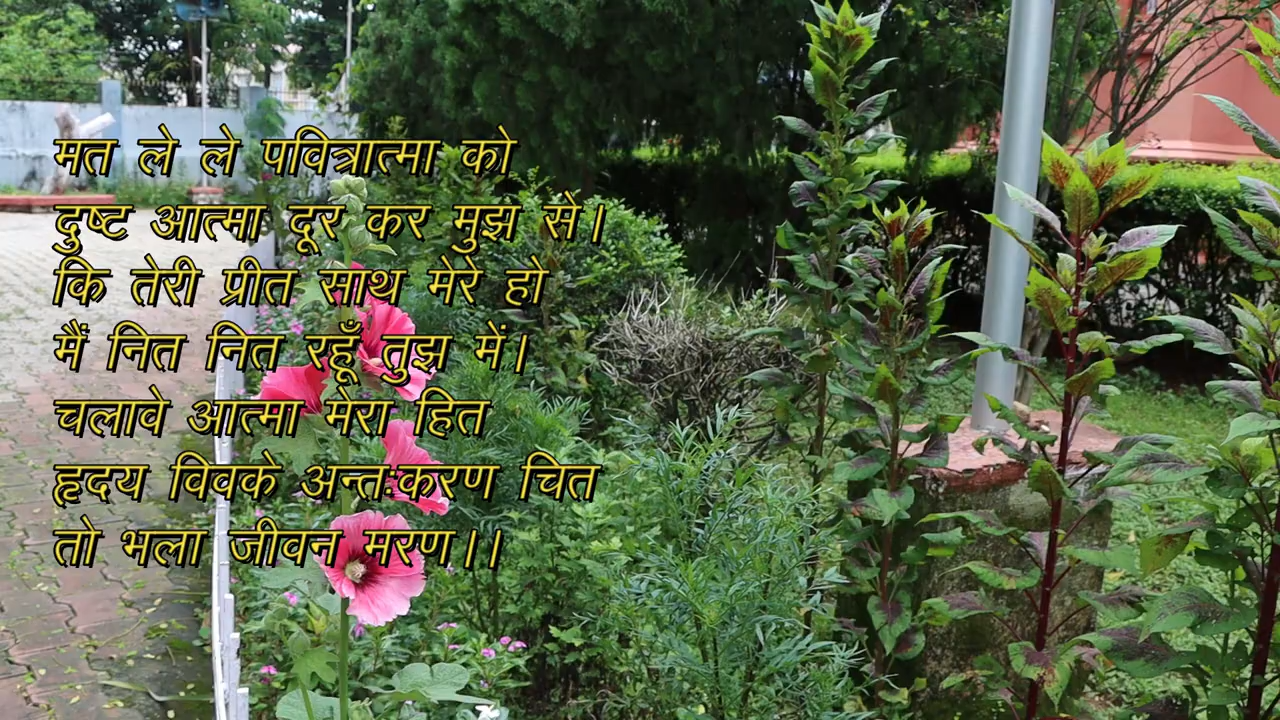 मत ले ले पवित्रात्मा को
दुष्ट आत्मा दूर कर मुझ से।
कि तेरी प्रीत साथ मेरे हो
मैं नित नित रहूँ तुझ में।
चलावे आत्मा मेरा हित
हृदय विवके अन्तःकरण चित
तो भला जीवन मरण।।